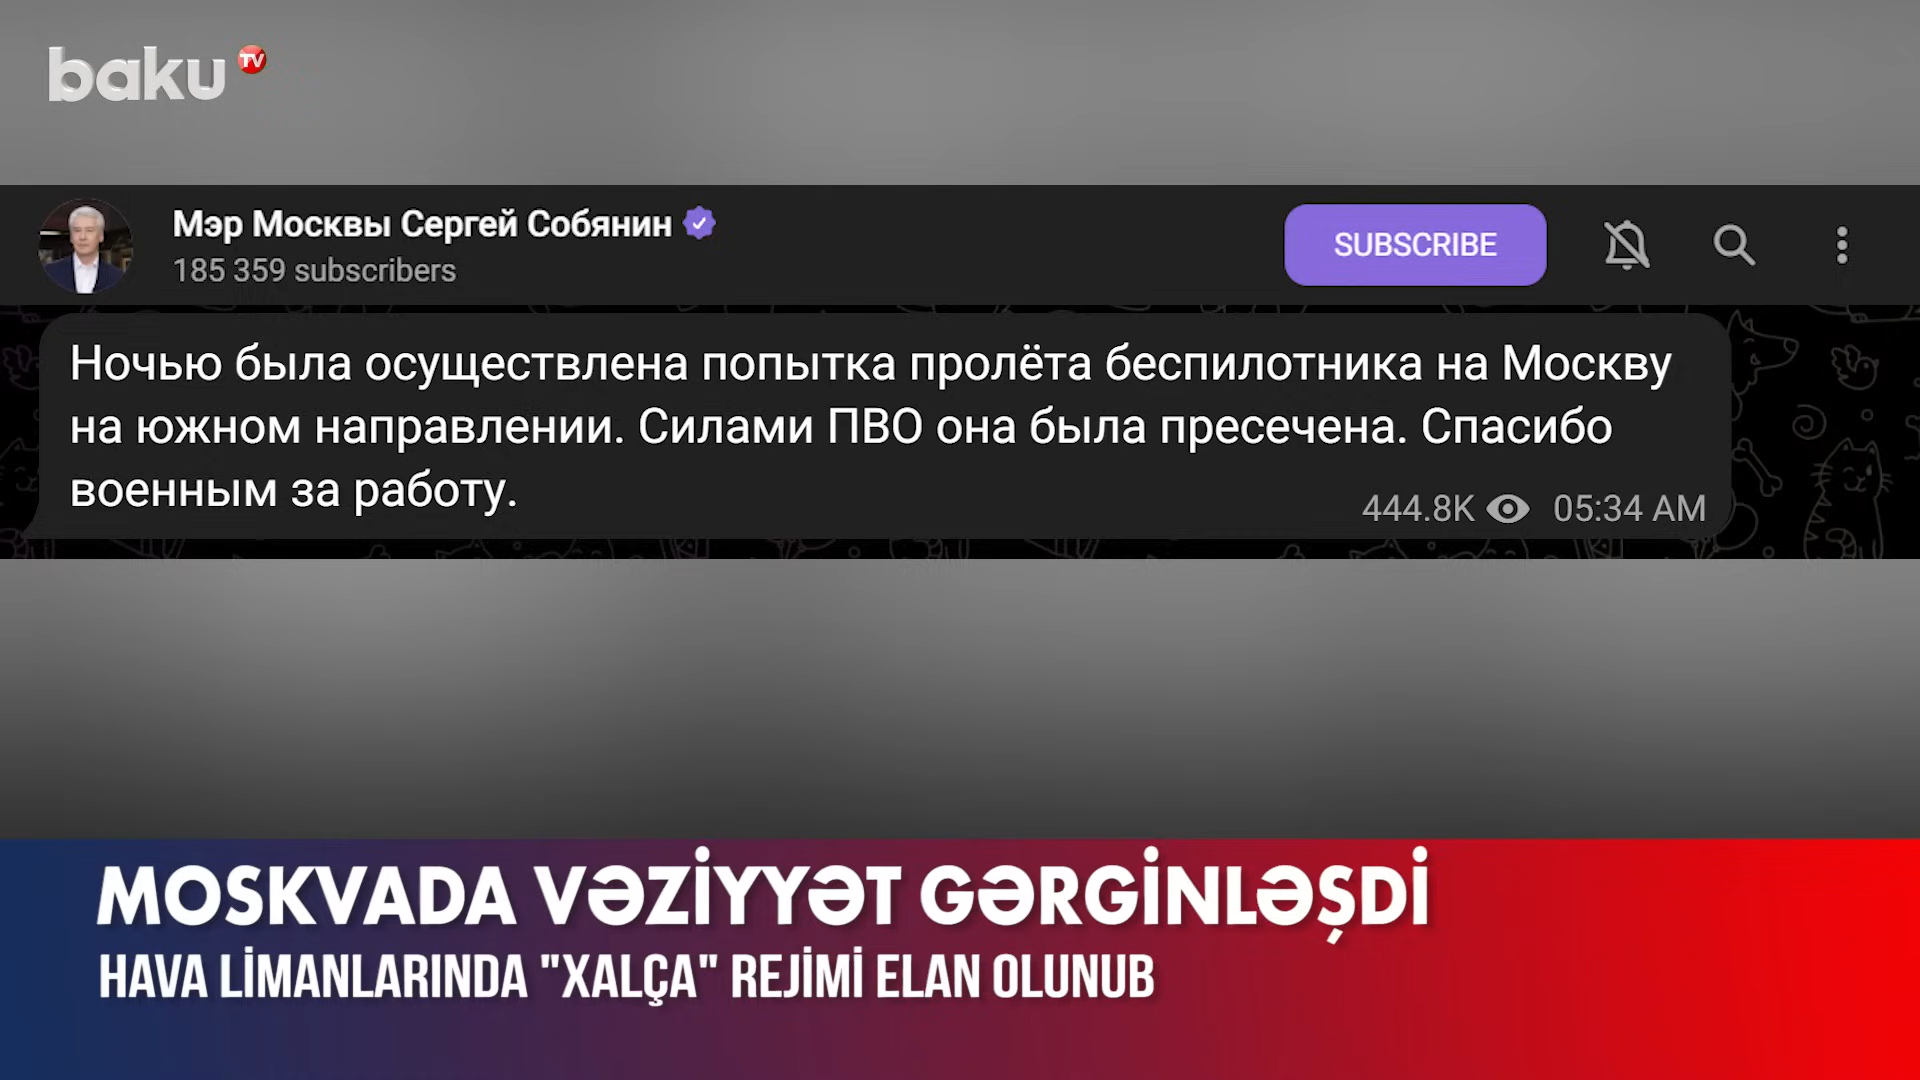 baku TV
Мэр Москвы Сергей Собянин
185 359 subscribers
SUBSCRIBE
Ночью была осуществлена попытка пролёта беспилотника на Москву
на южном направлении. Силами ПВО она была пресечена. Спасибо
военным за работу.
444.8K 05:34 AM
MOSKVADA VƏZİYYƏT GƏRGİNLƏŞDİ
HAVA LİMANLARINDA "XALÇA" REJİMİ ELAN OLUNUB